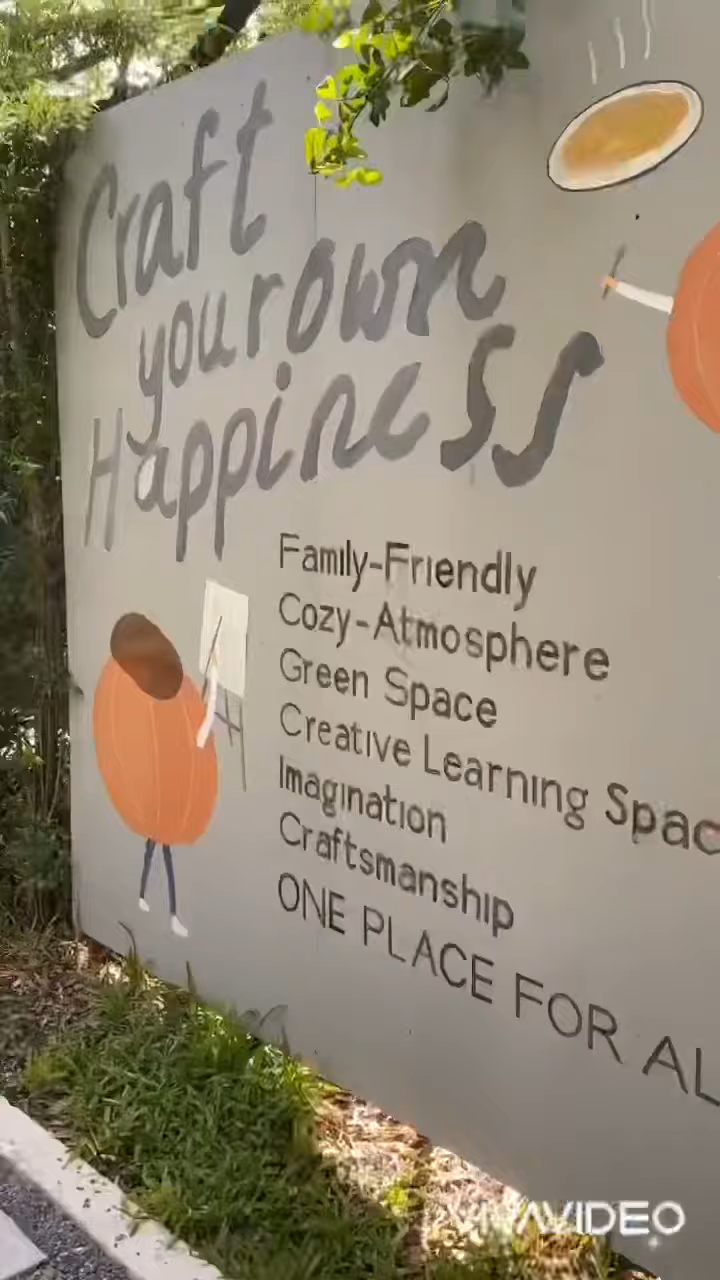 Craft
your own
Happiness
Family-Friendly
Cozy-Atmosphere
Green Space
Creative Learning Spac
Imagination
Craftsmanship
ONE PLACE FOR AL
VIVAVIDEO